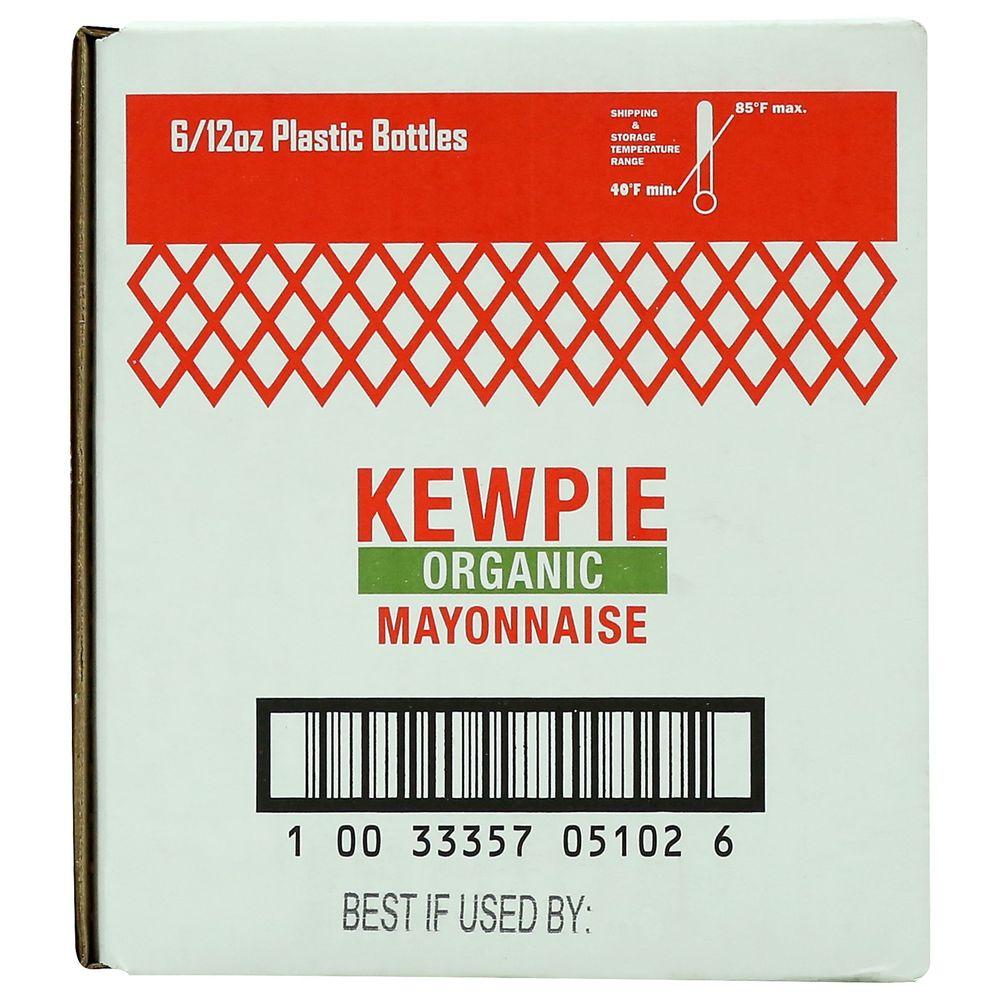 6/12oz Plastic Bottles
SHIPPING
&
STORAGE
TEMPERATURE
RANGE
85°F max.
40°F min.
KEWPIE
ORGANIC
MAYONNAISE
1 00 33357 05102 6
BEST IF USED BY: